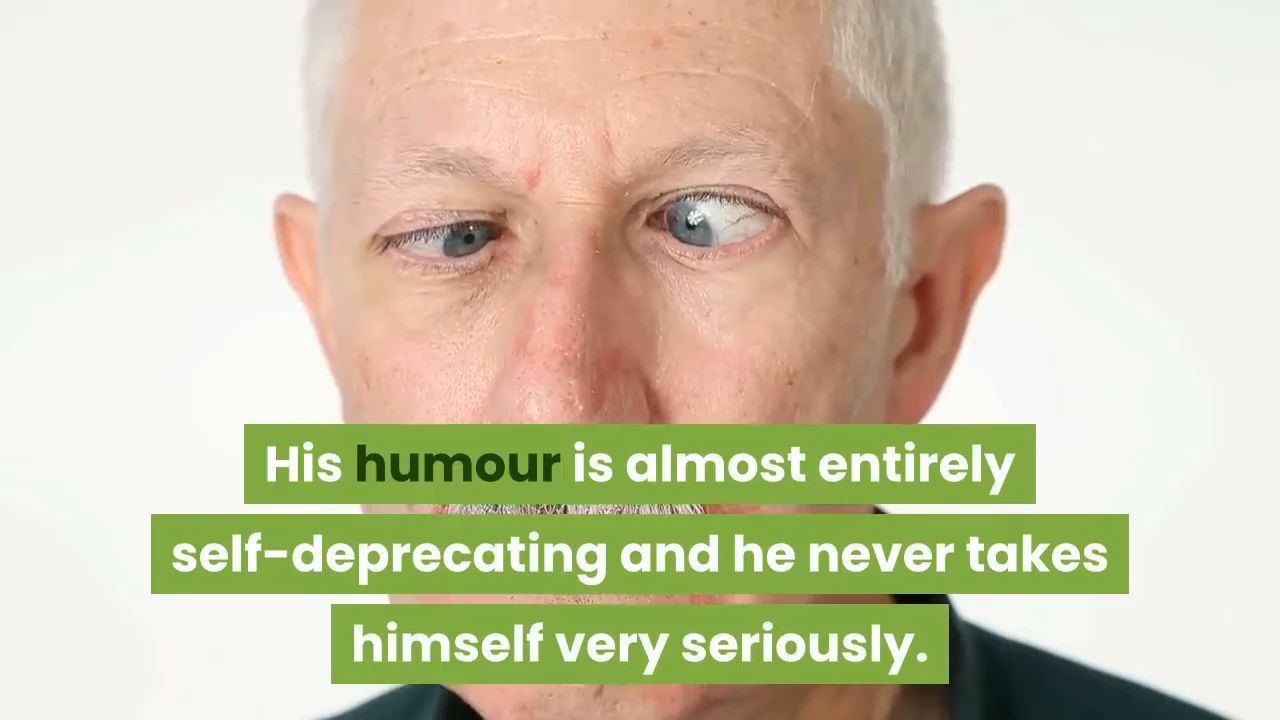 His humour is almost entirely
self-deprecating and he never takes
himself very seriously.